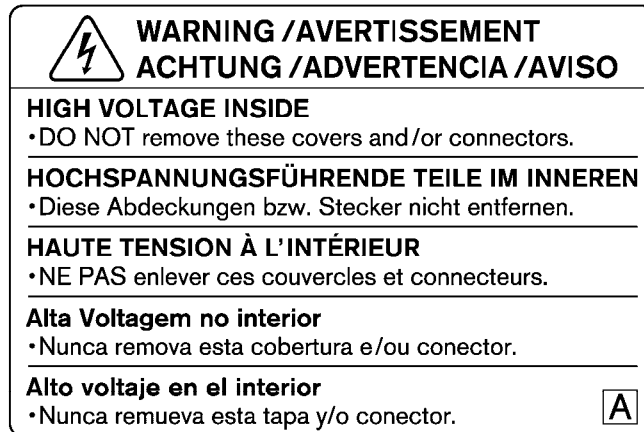 WARNING /AVERTISSEMENT
ACHTUNG /ADVERTENCIA /AVISO
HIGH VOLTAGE INSIDE
•DO NOT remove these covers and/or connectors.
HOCHSPANNUNGSFÜHRENDE TEILE IM INNEREN
•Diese Abdeckungen bzw. Stecker nicht entfernen.
HAUTE TENSION À L'INTÉRIEUR
•NE PAS enlever ces couvercles et connecteurs.
Alta Voltagem no interior
•Nunca remova esta cobertura e/ou conector.
Alto voltaje en el interior
•Nunca remueva esta tapa y/o conector.
A